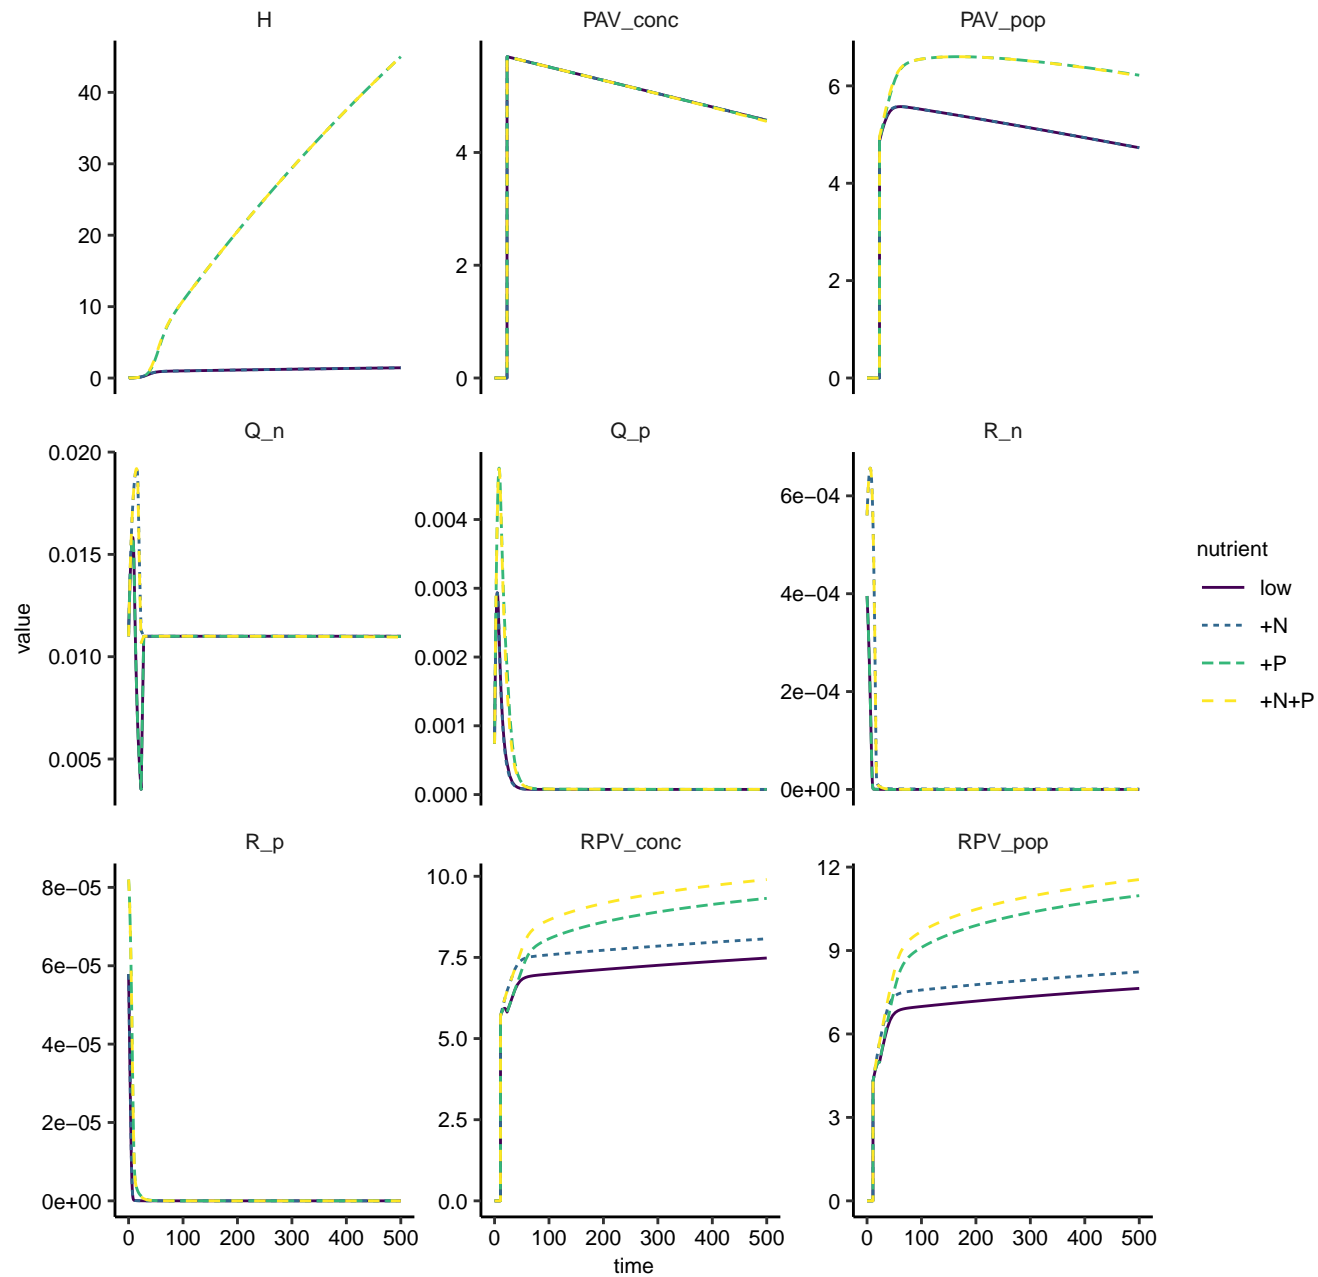 H
PAV_conc
PAV_pop
40
30
20
10
0
4
2
0
6
4
2
0
Q_n
Q_p
R_n
0.020
0.015
0.010
0.005
0.004
0.003
0.002
0.001
0.000
6e−04
4e−04
2e−04
0e+00
R_p
RPV_conc
RPV_pop
8e−05
6e−05
4e−05
2e−05
0e+00
10.0
7.5
5.0
2.5
0.0
12
9
6
3
0
0 100 200 300 400 500
0 100 200 300 400 500
0 100 200 300 400 500
time
value
nutrient
low
+N
+P
+N+P